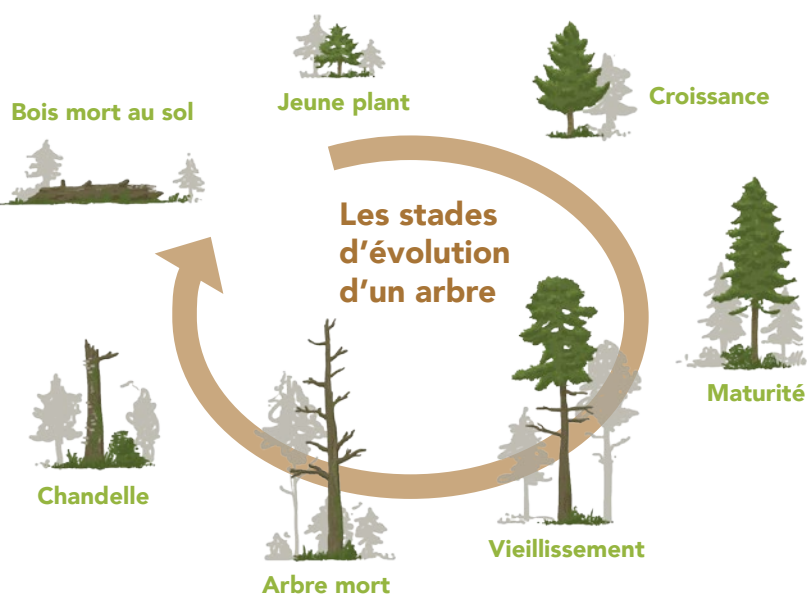 Les stades
d'évolution
d'un arbre
Jeune plant
Croissance
Maturité
Vieillissement
Arbre mort
Chandelle
Bois mort au sol